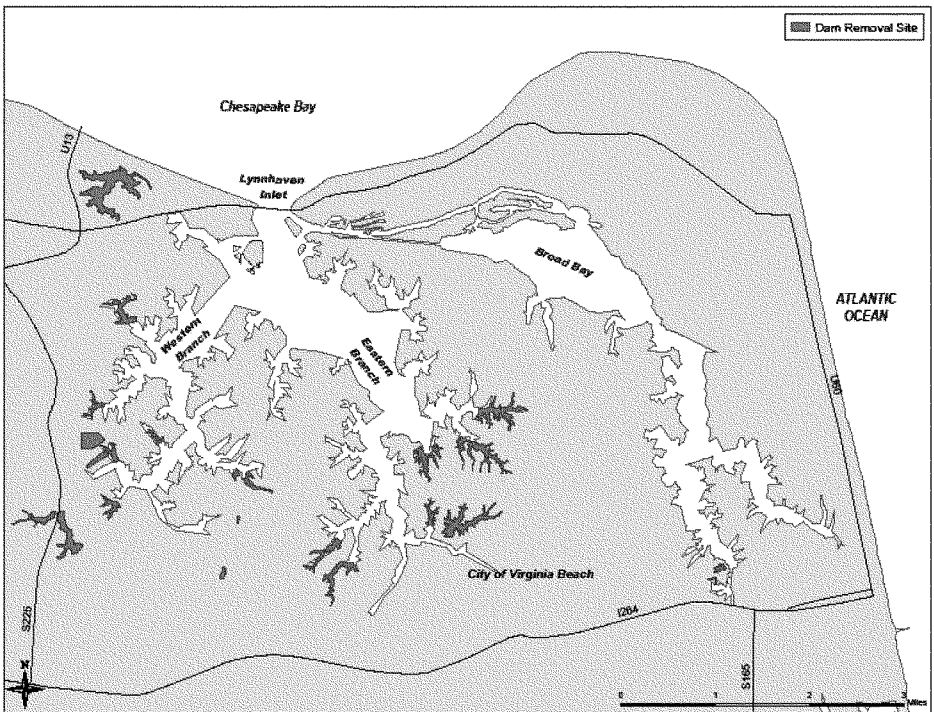 Dam Removal Site
Chesapeake Bay
U13
Lynnhaven
Inlet
Broad Bay
ATLANTIC
OCEAN
Western
Branch
Eastern
Branch
U60
City of Virginia Beach
I264
S225
S165
N
0 1 2 3
Miles